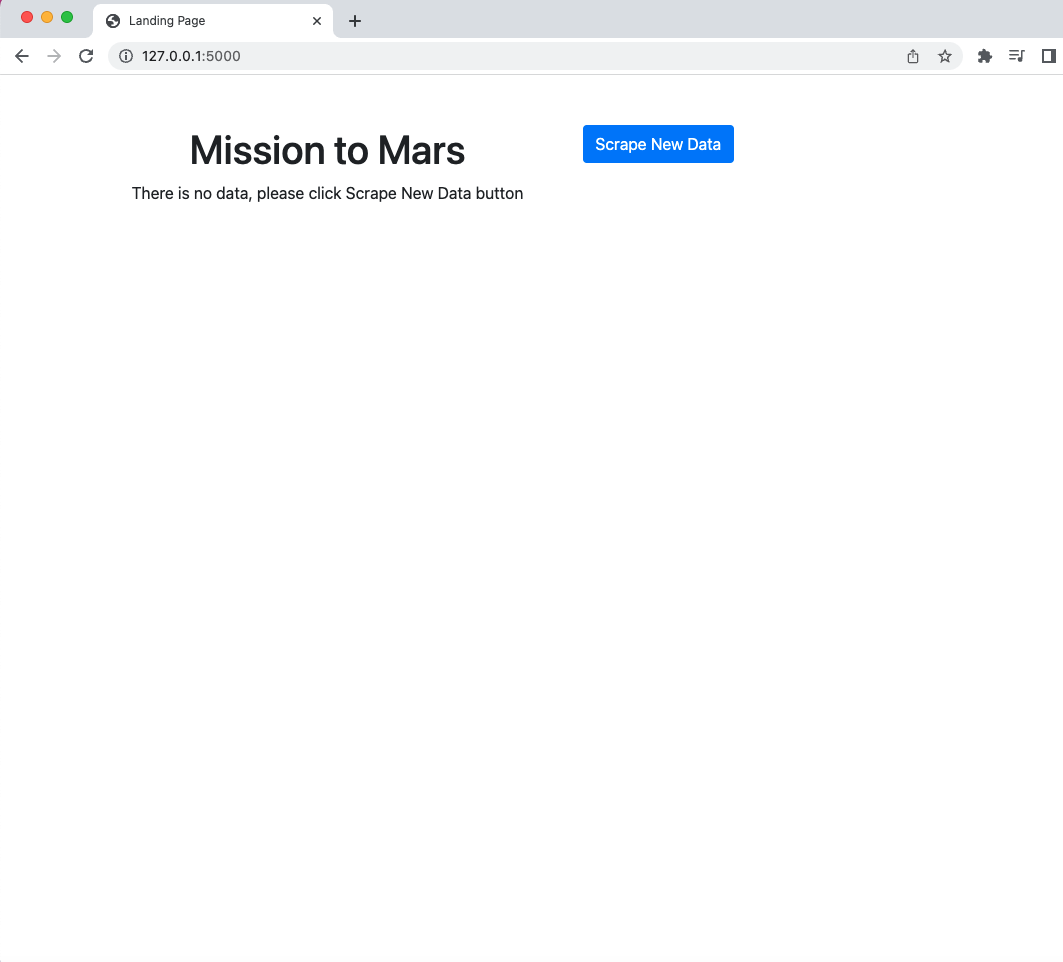 Landing Page
127.0.0.1:5000
Mission to Mars
Scrape New Data
There is no data, please click Scrape New Data button